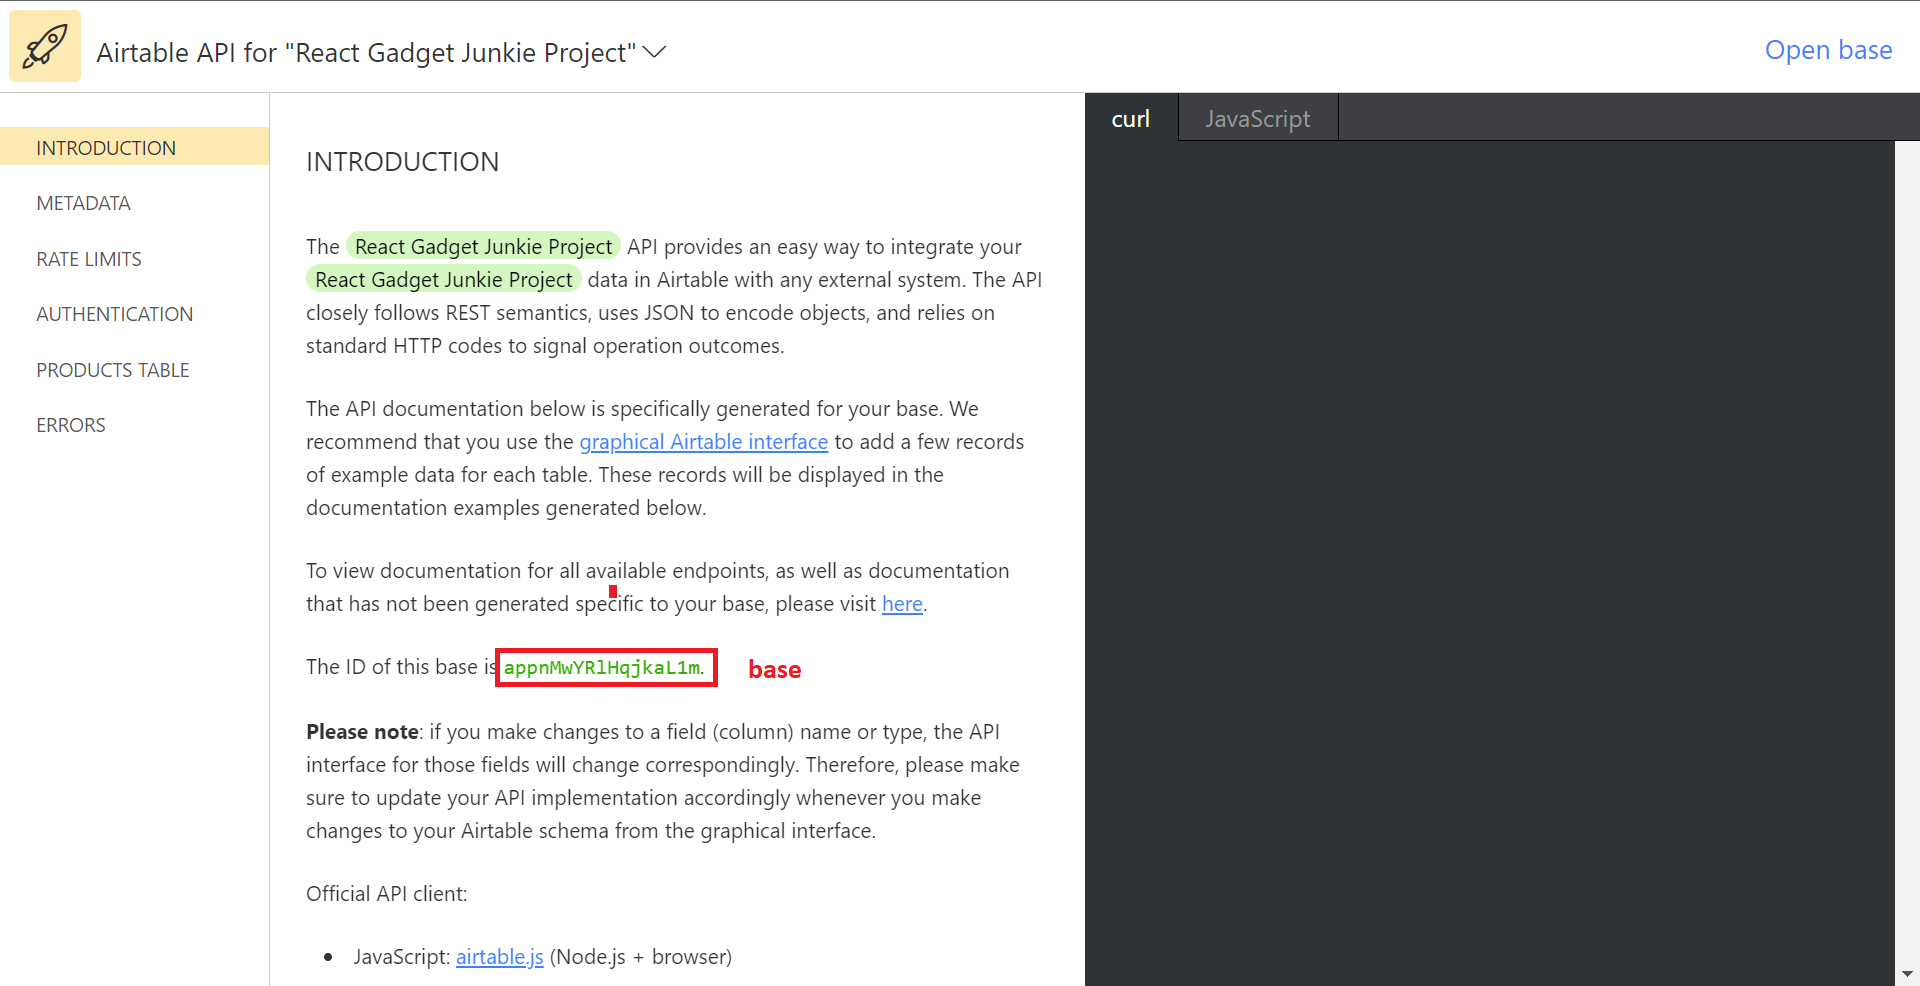 Airtable API for "React Gadget Junkie Project"
Open base
INTRODUCTION
METADATA
RATE LIMITS
AUTHENTICATION
PRODUCTS TABLE
ERRORS
INTRODUCTION
The React Gadget Junkie Project API provides an easy way to integrate your
React Gadget Junkie Project data in Airtable with any external system. The API
closely follows REST semantics, uses JSON to encode objects, and relies on
standard HTTP codes to signal operation outcomes.
The API documentation below is specifically generated for your base. We
recommend that you use the graphical Airtable interface to add a few records
of example data for each table. These records will be displayed in the
documentation examples generated below.
To view documentation for all available endpoints, as well as documentation
that has not been generated specific to your base, please visit here.
The ID of this base is appnMwYRlHqjkaL1m.
base
Please note: if you make changes to a field (column) name or type, the API
interface for those fields will change correspondingly. Therefore, please make
sure to update your API implementation accordingly whenever you make
changes to your Airtable schema from the graphical interface.
Official API client:
• JavaScript: airtable.js (Node.js + browser)
curl
JavaScript